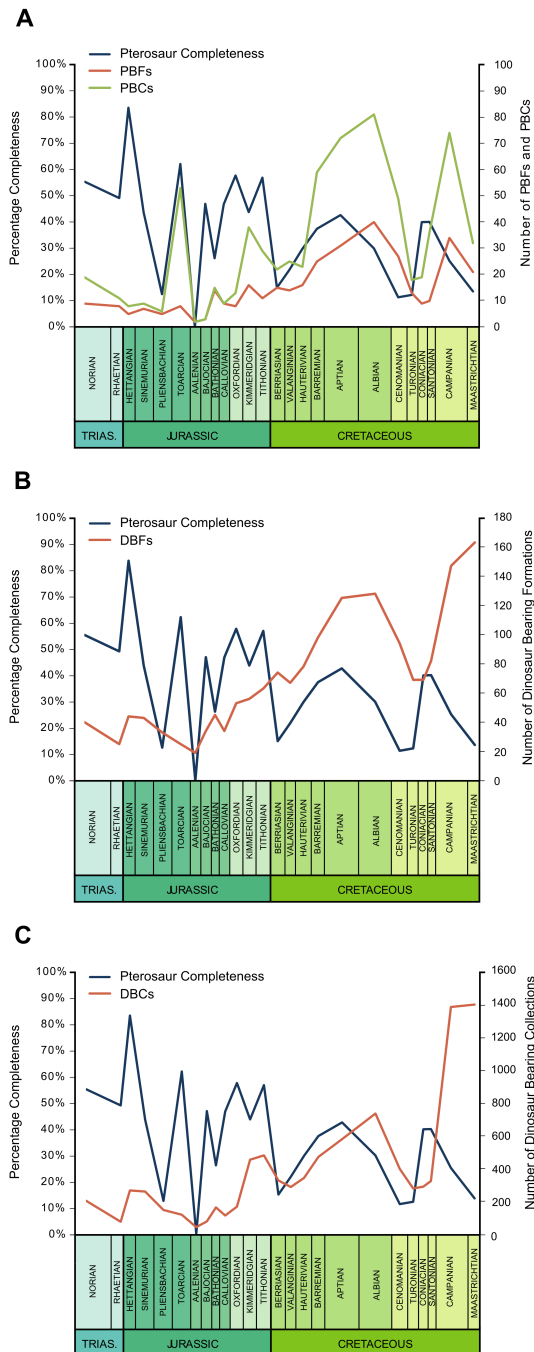 A
Pterosaur Completeness
PBFs
PBCs
Percentage Completeness
Number of PBFs and PBCs
100%
90%
80%
70%
60%
50%
40%
30%
20%
10%
0%
100
90
80
70
60
50
40
30
20
10
0
NORIAN
RHAETIAN
HETTANGIAN
SINEMURIAN
PLIENSBACHIAN
TOARCIAN
AALENIAN
BAJOCIAN
BATHONIAN
CALLOVIAN
OXFORDIAN
KIMMERIDGIAN
TITHONIAN
BERRIASIAN
VALANGINIAN
HAUTERIVIAN
BARREMIAN
APTIAN
ALBIAN
CENOMANIAN
TURONIAN
CONIACIAN
SANTONIAN
CAMPANIAN
MAASTRICHTIAN
TRIAS. JURASSIC CRETACEOUS
B
Pterosaur Completeness
DBFs
Percentage Completeness
Number of Dinosaur Bearing Formations
100%
90%
80%
70%
60%
50%
40%
30%
20%
10%
0%
180
160
140
120
100
80
60
40
20
0
NORIAN
RHAETIAN
HETTANGIAN
SINEMURIAN
PLIENSBACHIAN
TOARCIAN
AALENIAN
BAJOCIAN
BATHONIAN
CALLOVIAN
OXFORDIAN
KIMMERIDGIAN
TITHONIAN
BERRIASIAN
VALANGINIAN
HAUTERIVIAN
BARREMIAN
APTIAN
ALBIAN
CENOMANIAN
TURONIAN
CONIACIAN
SANTONIAN
CAMPANIAN
MAASTRICHTIAN
TRIAS. JURASSIC CRETACEOUS
C
Pterosaur Completeness
DBCs
Percentage Completeness
Number of Dinosaur Bearing Collections
100%
90%
80%
70%
60%
50%
40%
30%
20%
10%
0%
1600
1400
1200
1000
800
600
400
200
0
NORIAN
RHAETIAN
HETTANGIAN
SINEMURIAN
PLIENSBACHIAN
TOARCIAN
AALENIAN
BAJOCIAN
BATHONIAN
CALLOVIAN
OXFORDIAN
KIMMERIDGIAN
TITHONIAN
BERRIASIAN
VALANGINIAN
HAUTERIVIAN
BARREMIAN
APTIAN
ALBIAN
CENOMANIAN
TURONIAN
CONIACIAN
SANTONIAN
CAMPANIAN
MAASTRICHTIAN
TRIAS. JURASSIC CRETACEOUS